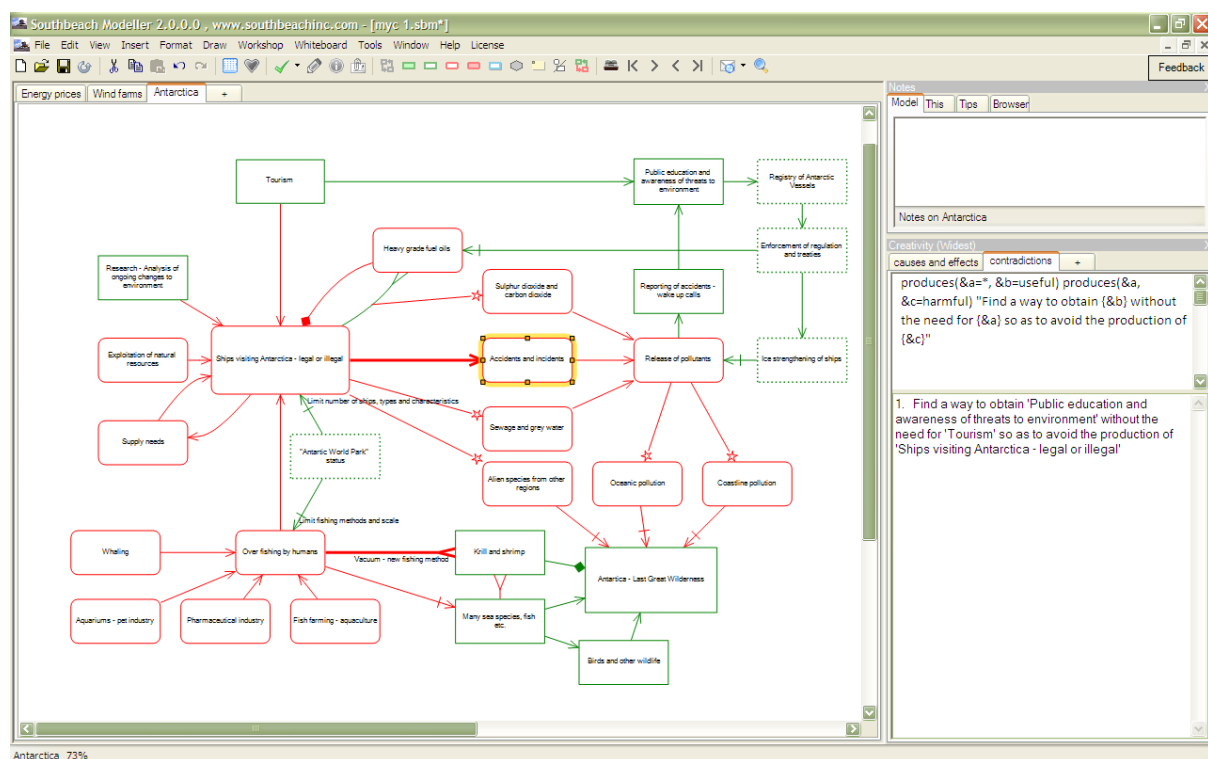 Southbeach Modeller 2.0.0.0 , www.southbeachinc.com - [myc 1.sbm*]
File Edit View Insert Format Draw Workshop Whiteboard Tools Window Help License
Feedback
Energy prices Wind farms Antarctica +
Tourism
Public education and
awareness of threats to
environment
Registry of Antarctic
Vessels
Heavy grade fuel oils
Enforcement of regulation
and treaties
Research - Analysis of
ongoing changes to
environment
Sulphur dioxide and
carbon dioxide
Reporting of accidents -
wake up calls
Exploitation of natural
resources
Ships visiting Antarctica - legal or illegal
Accidents and incidents
Release of pollutants
Ice strengthening of ships
Limit number of ships, types and characteristics
Supply needs
Sewage and grey water
"Antartic World Park"
status
Alien species from other
regions
Oceanic pollution
Coastline pollution
Limit fishing methods and scale
Whaling
Over fishing by humans
Vacuum - new fishing method
Krill and shrimp
Antartica - Last Great Wilderness
Aquariums - pet industry
Pharmaceutical industry
Fish farming - aquaculture
Many sea species, fish
etc.
Birds and other wildlife
Notes
Model This Tips Browser
Notes on Antarctica
Creativity (Widest)
causes and effects contradictions +
produces(&a=*, &b=useful) produces(&a,
&c=harmful) "Find a way to obtain {&b} without
the need for {&a} so as to avoid the production of
{&c}"
1. Find a way to obtain 'Public education and
awareness of threats to environment' without the
need for 'Tourism' so as to avoid the production of
'Ships visiting Antarctica - legal or illegal'
Antarctica 73%